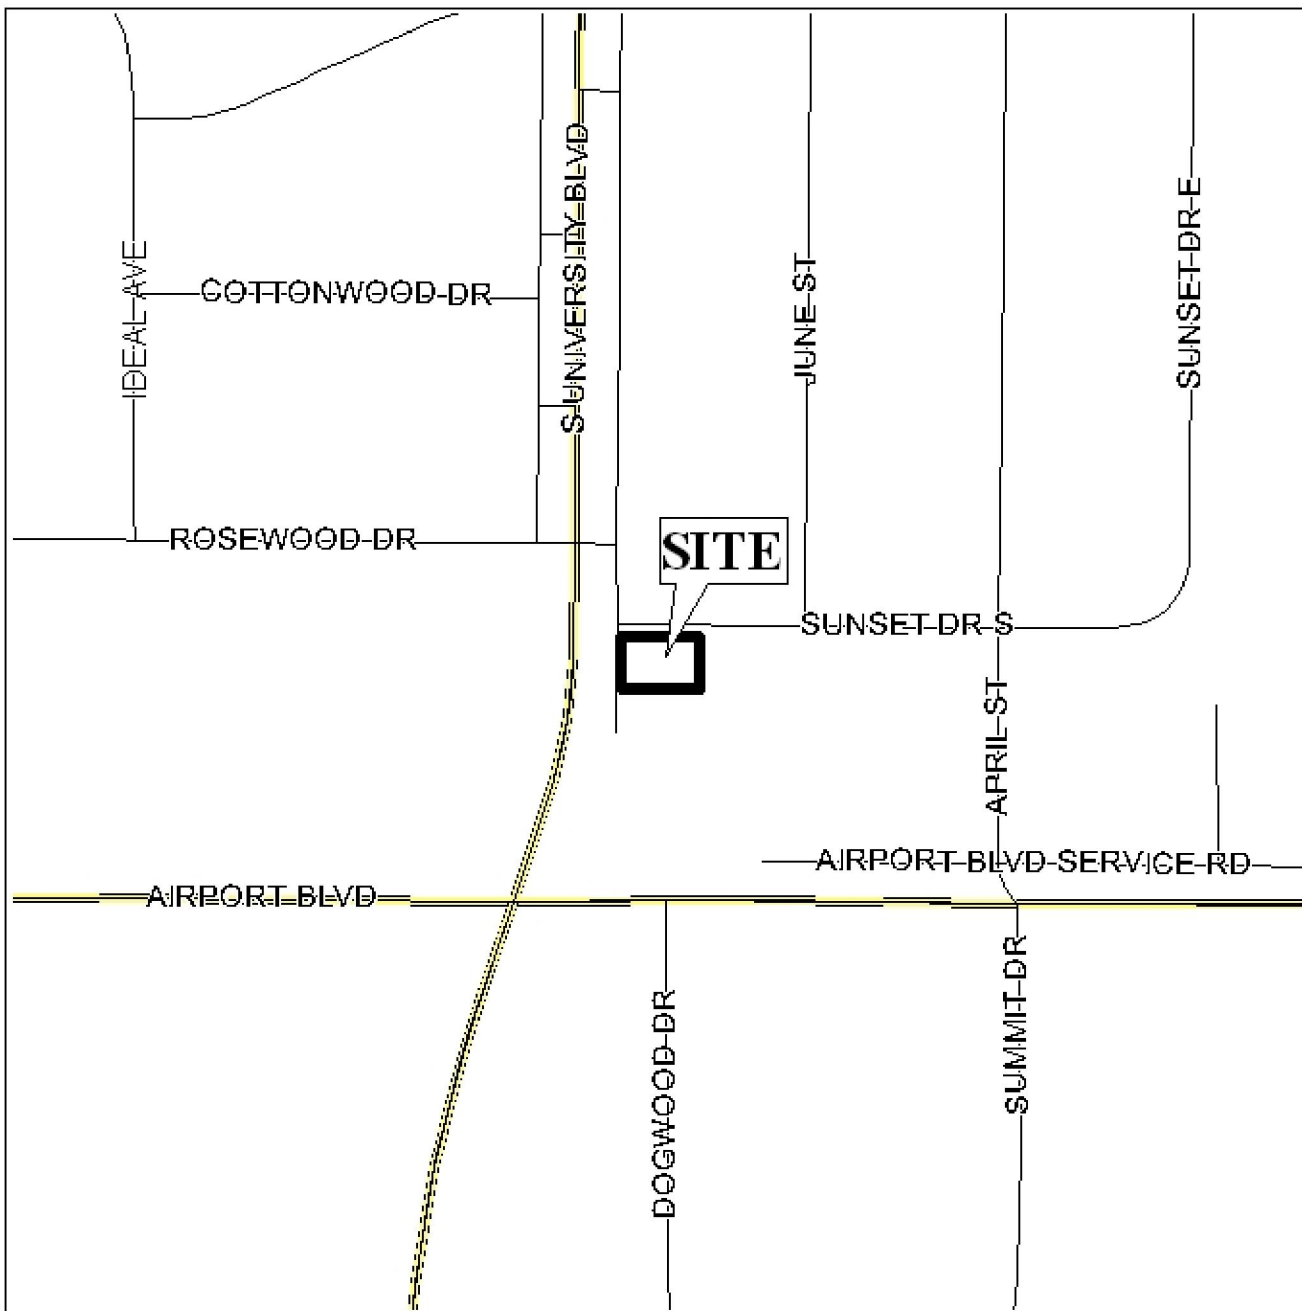 S UNIVERSITY BLVD
SUNSET DR E
IDEAL AVE
COTTONWOOD DR
JUNE ST
ROSEWOOD DR
SITE
SUNSET DR S
APRIL ST
AIRPORT BLVD SERVICE RD
AIRPORT BLVD
DOGWOOD DR
SUMMIT DR